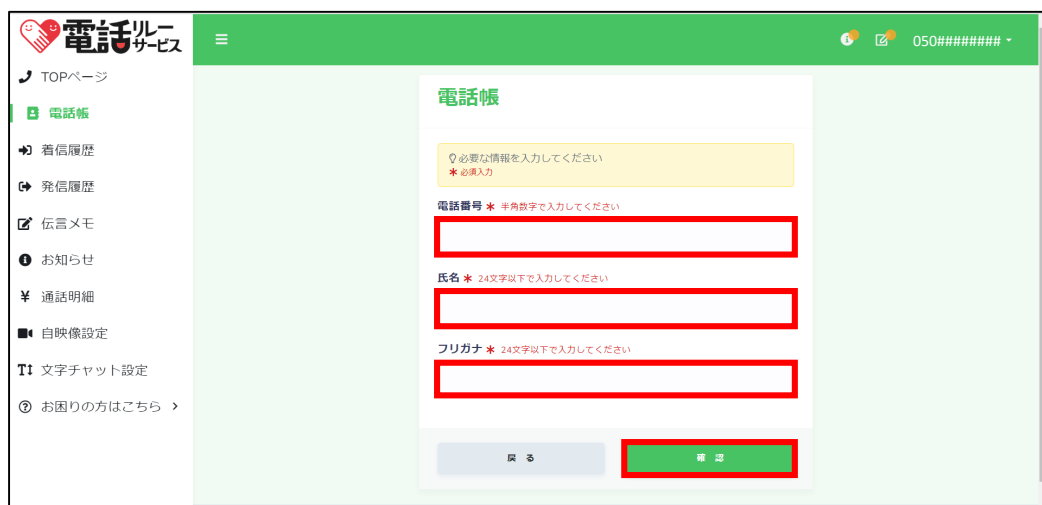 電話リレーサービス
050########
TOPページ
電話帳
着信履歴
発信履歴
伝言メモ
お知らせ
通話明細
自映像設定
文字チャット設定
お困りの方はこちら
電話帳
必要な情報を入力してください
* 必須入力
電話番号 * 半角数字で入力してください
氏名 * 24文字以下で入力してください
フリガナ * 24文字以下で入力してください
戻る
確認